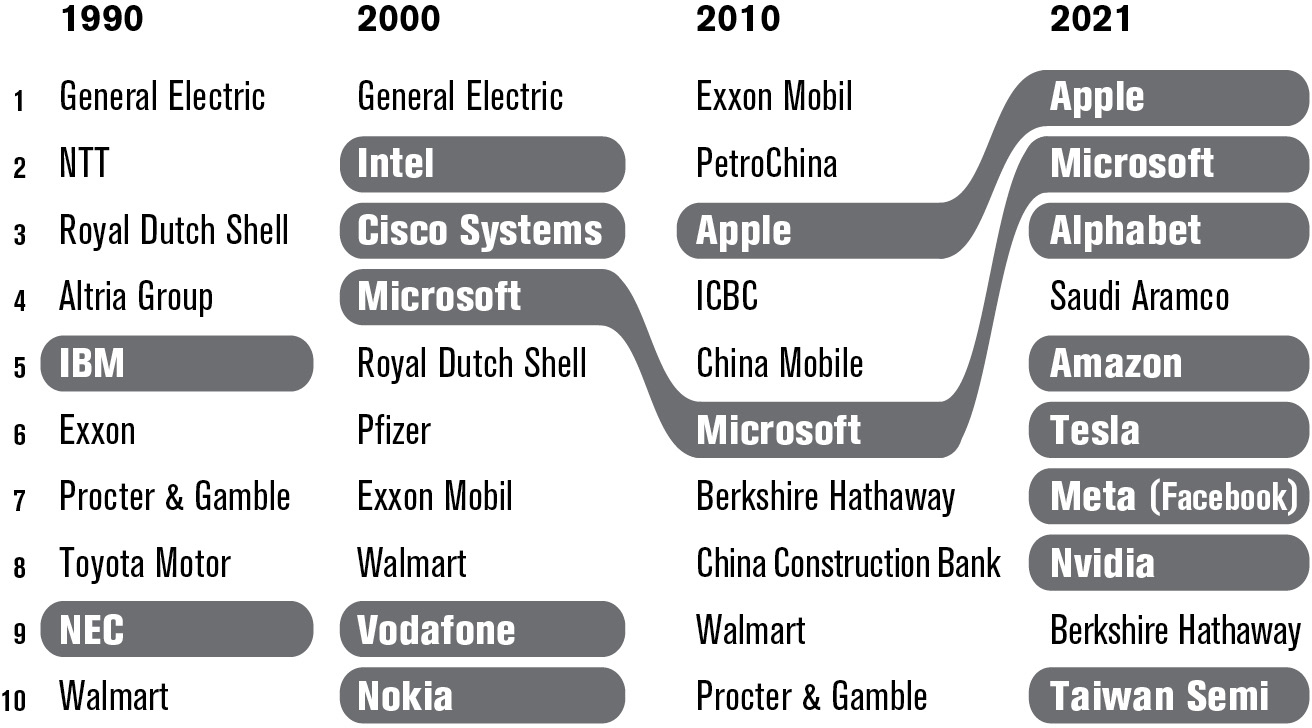 1990 2000 2010 2021
1 General Electric General Electric Exxon Mobil Apple
2 NTT Intel PetroChina Microsoft
3 Royal Dutch Shell Cisco Systems Apple Alphabet
4 Altria Group Microsoft ICBC Saudi Aramco
5 IBM Royal Dutch Shell China Mobile Amazon
6 Exxon Pfizer Microsoft Tesla
7 Procter & Gamble Exxon Mobil Berkshire Hathaway Meta (Facebook)
8 Toyota Motor Walmart China Construction Bank Nvidia
9 NEC Vodafone Walmart Berkshire Hathaway
10 Walmart Nokia Procter & Gamble Taiwan Semi